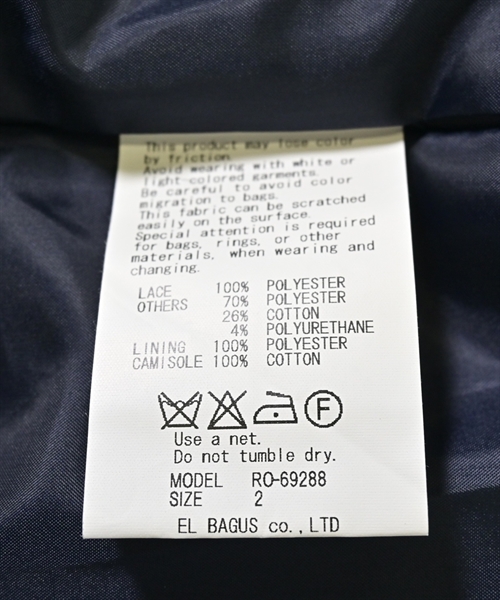 This product may lose color
by friction.
Avoid wearing with white or
light-colored garments.
Be careful to avoid color
migration to bags.
This fabric can be scratched
easily on the surface.
Special attention is required
for bags, rings, or other
materials, when wearing and
changing.
LACE 100% POLYESTER
OTHERS 70% POLYESTER
26% COTTON
4% POLYURETHANE
LINING 100% POLYESTER
CAMISOLE 100% COTTON
F
Use a net.
Do not tumble dry.
MODEL RO-69288
SIZE 2
EL BAGUS co.,LTD